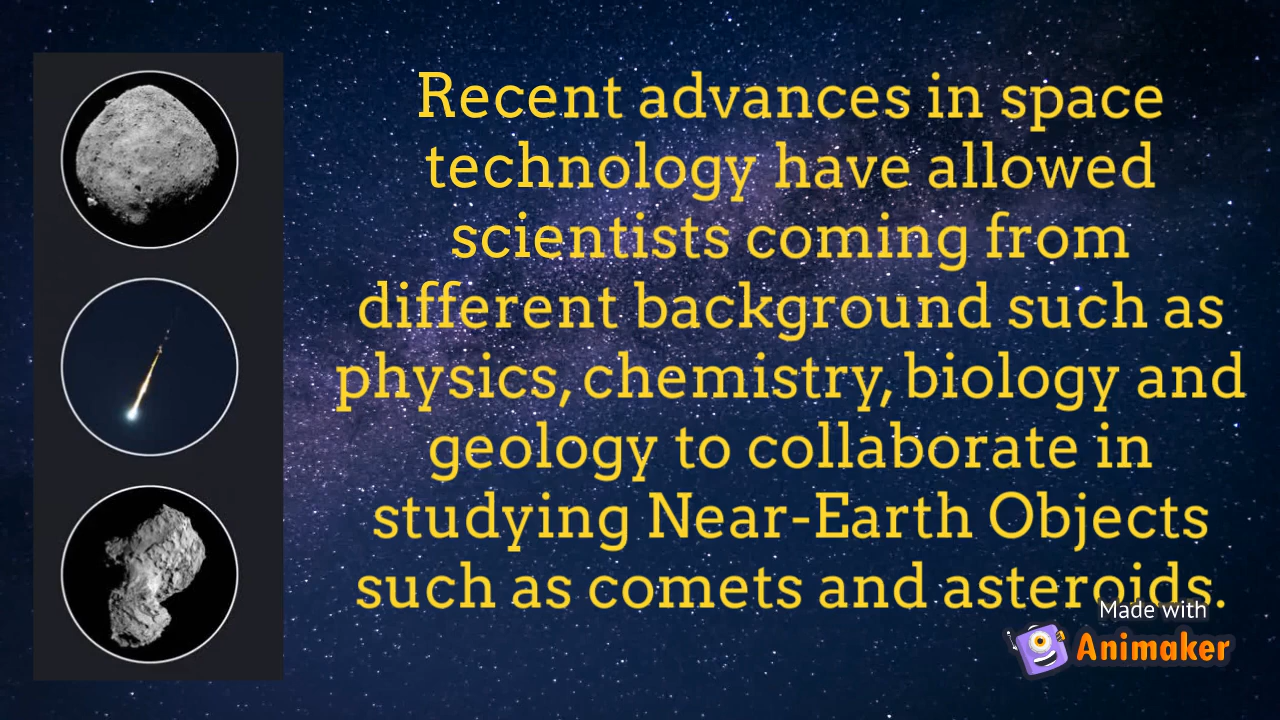 Recent advances in space
technology have allowed
scientists coming from
different background such as
physics, chemistry, biology and
geology to collaborate in
studying Near-Earth Objects
such as comets and asteroids.
Made with
Animaker